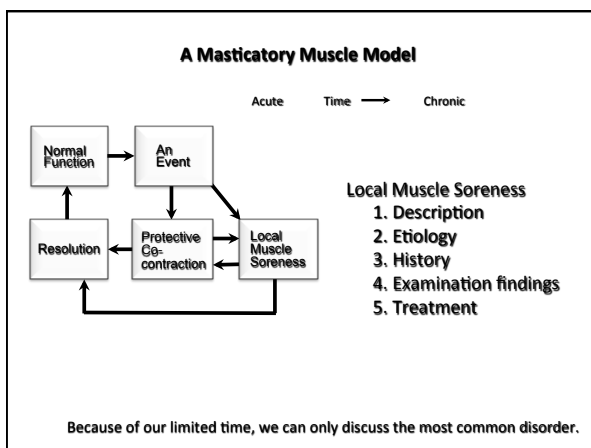 A Masticatory Muscle Model
Acute Time Chronic
Normal
Function
An
Event
Resolution
Protective
Co-
contraction
Local
Muscle
Soreness
Local Muscle Soreness
1. Description
2. Etiology
3. History
4. Examination findings
5. Treatment
Because of our limited time, we can only discuss the most common disorder.